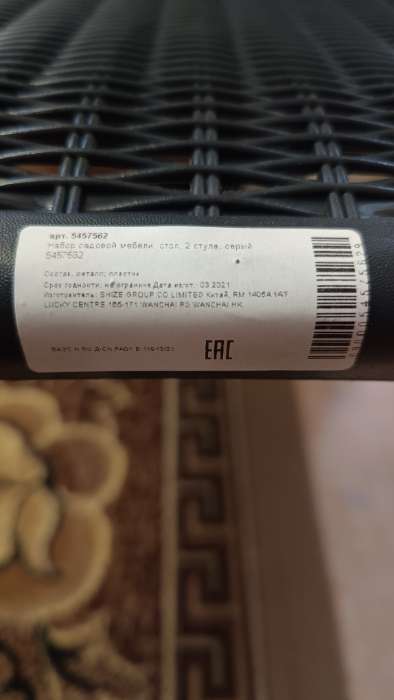 арт. 5457562
Набор садовой мебели: стол, 2 стула, серый
5457562
Состав: металл, пластик
Срок годности: не ограничен Дата изгот.: 03.2021
Изготовитель: SHIZE GROUP CO LIMITED Китай, RM 1405A 14/F
LUCKY CENTRE 165-171 WANCHAI RD WANCHAI HK
EAC